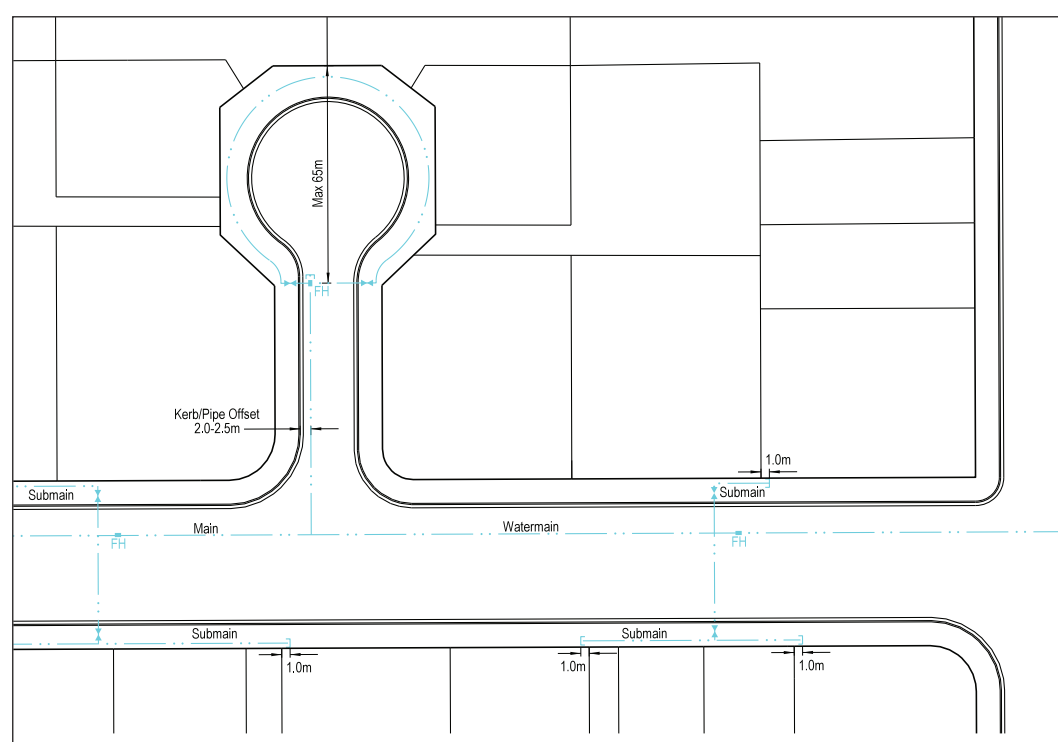 Max 65m
FH
Kerb/Pipe Offset
2.0-2.5m
1.0m
Submain
Submain
Main
Watermain
FH
FH
Submain
Submain
1.0m
1.0m
1.0m